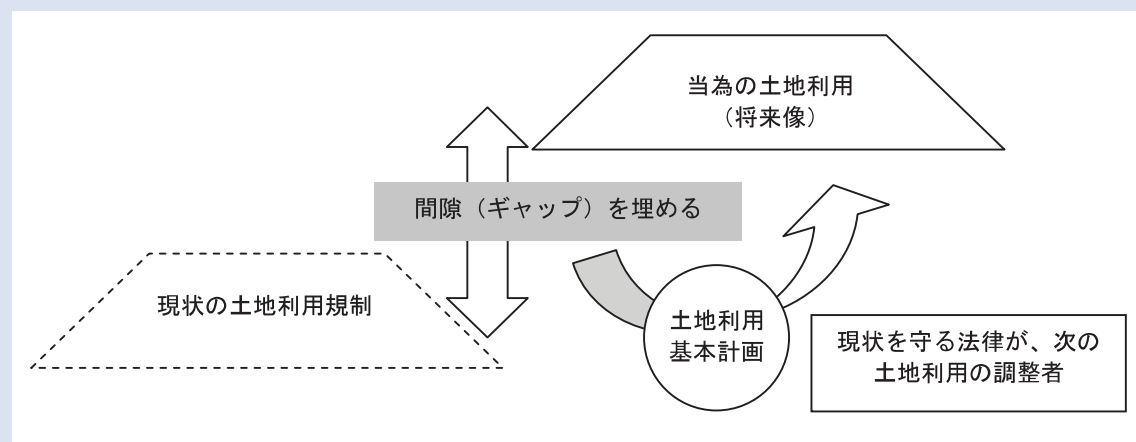 当為の土地利用
（将来像）
間隙（ギャップ）を埋める
現状の土地利用規制
土地利用
基本計画
現状を守る法律が、次の
土地利用の調整者